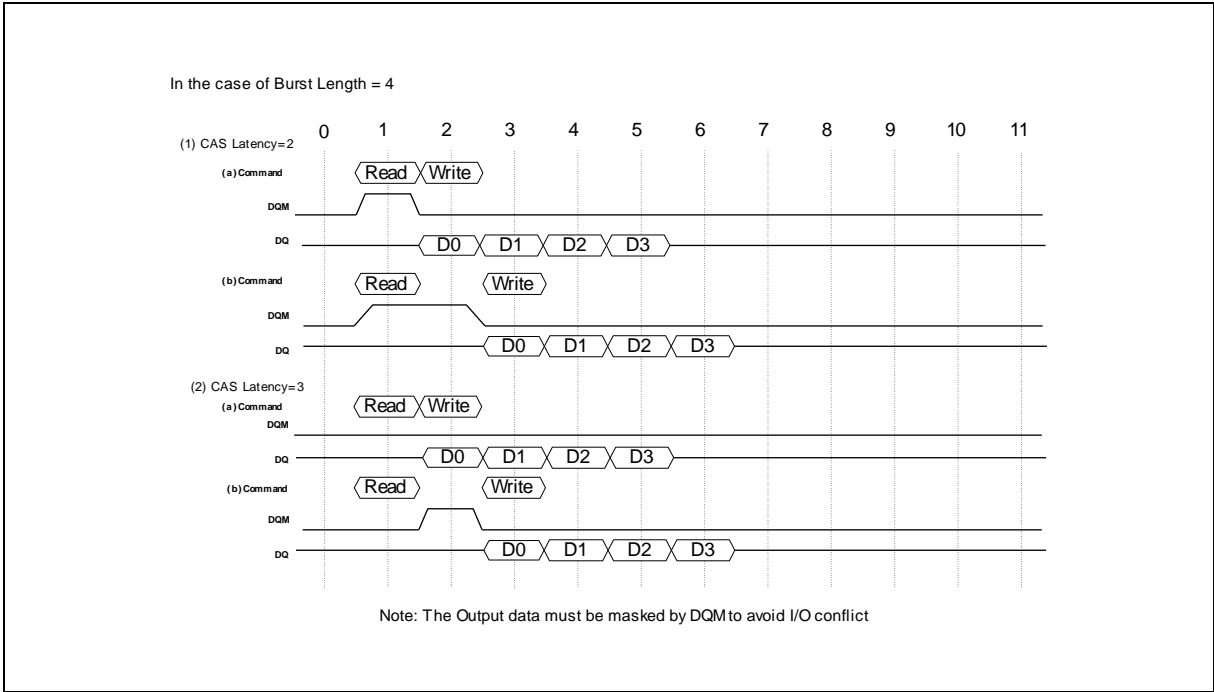 In the case of Burst Length = 4
0 1 2 3 4 5 6 7 8 9 10 11
(1) CAS Latency=2
(a)Command Read Write
DQM
DQ D0 D1 D2 D3
(b)Command Read Write
DQM
DQ D0 D1 D2 D3
(2) CAS Latency=3
(a)Command Read Write
DQM
DQ D0 D1 D2 D3
(b)Command Read Write
DQM
DQ D0 D1 D2 D3
Note: The Output data must be masked by DQM to avoid I/O conflict